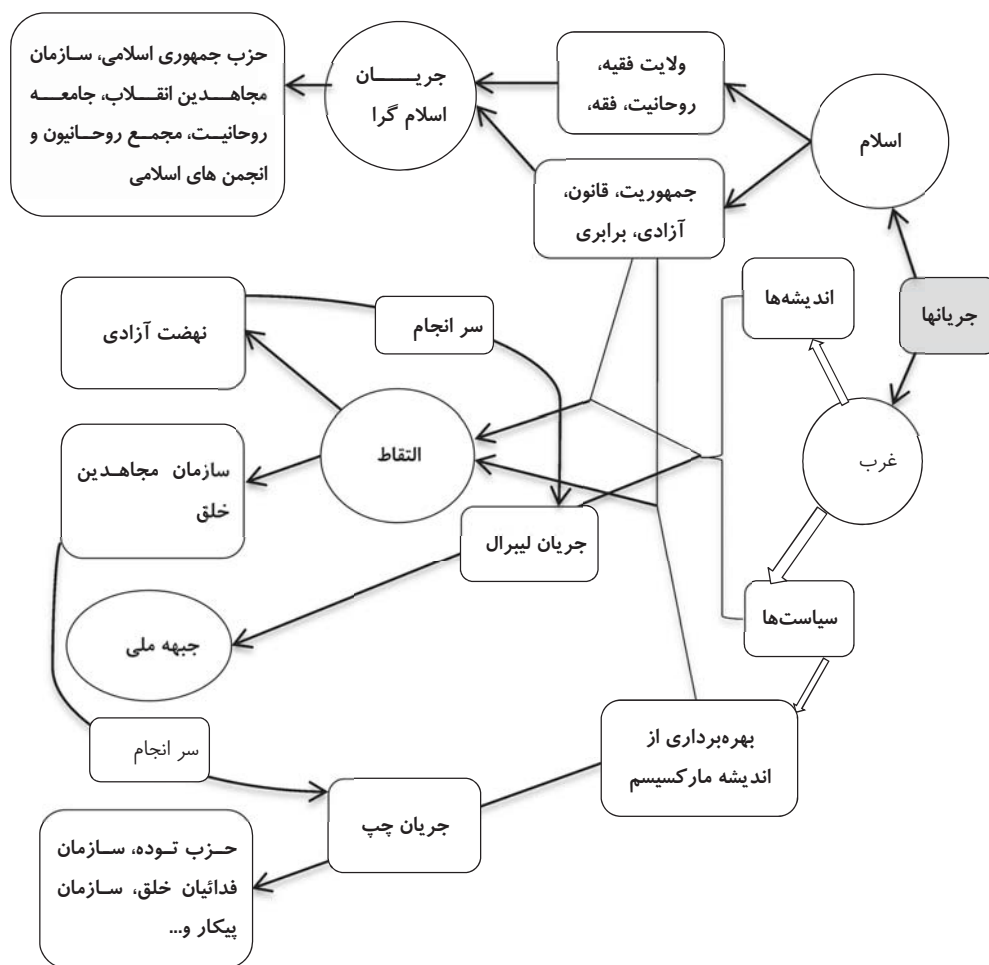 جریانها
اسلام
ولایت فقیه،
روحانیت، فقه،
جریان
اسلام گرا
حزب جمهوری اسلامی، سازمان
مجاهدین انقلاب، جامعه
روحانیت، مجمع روحانیون و
انجمن های اسلامی
جمهوریت، قانون،
آزادی، برابری
غرب
اندیشه‌ها
سیاست‌ها
سر انجام
نهضت آزادی
التقاط
سازمان مجاهدین
خلق
جریان لیبرال
جبهه ملی
بهره‌برداری از
اندیشه مارکسیسم
سر انجام
جریان چپ
حزب توده، سازمان
فدائیان خلق، سازمان
پیکار و...